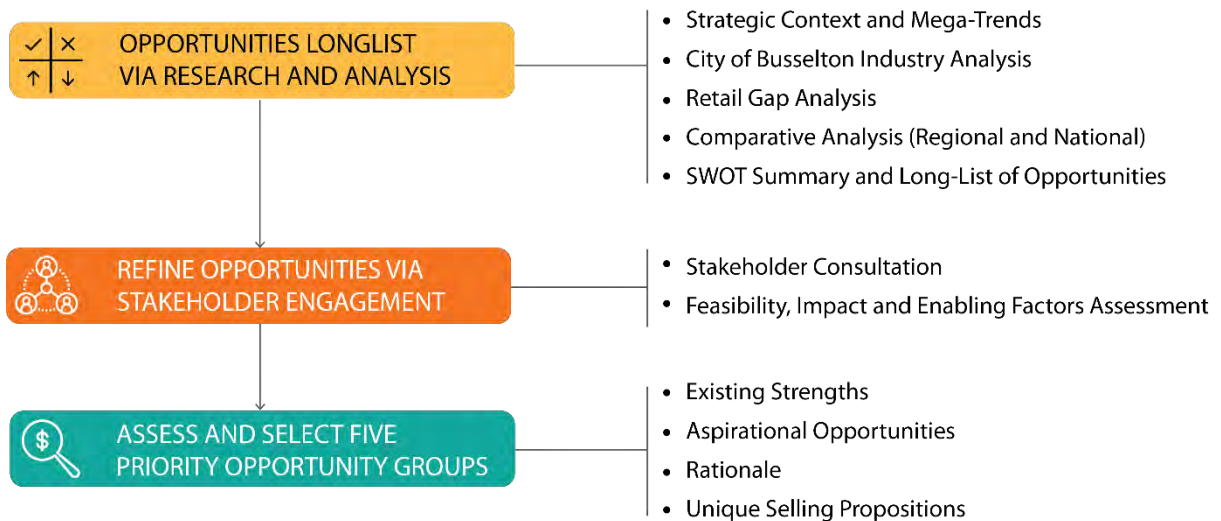 OPPORTUNITIES LONGLIST
VIA RESEARCH AND ANALYSIS
• Strategic Context and Mega-Trends
• City of Busselton Industry Analysis
• Retail Gap Analysis
• Comparative Analysis (Regional and National)
• SWOT Summary and Long-List of Opportunities
REFINE OPPORTUNITIES VIA
STAKEHOLDER ENGAGEMENT
• Stakeholder Consultation
• Feasibility, Impact and Enabling Factors Assessment
$
ASSESS AND SELECT FIVE
PRIORITY OPPORTUNITY GROUPS
• Existing Strengths
• Aspirational Opportunities
• Rationale
• Unique Selling Propositions